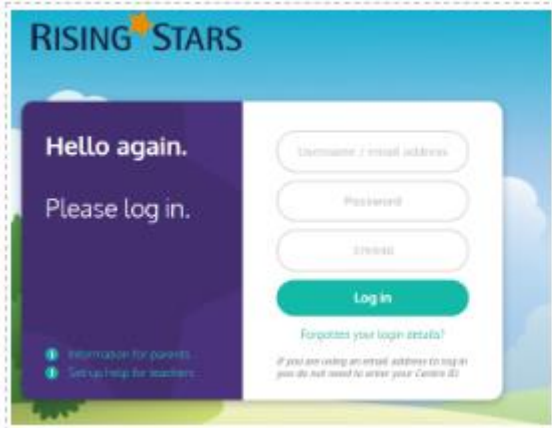 RISING STARS
Hello again.
Please log in.
Username / email address
Password
Log in
Forgotten your login details?
If you are using an email address to log in
you do not need to enter your Centre ID.
Information for parents
Set up help for teachers